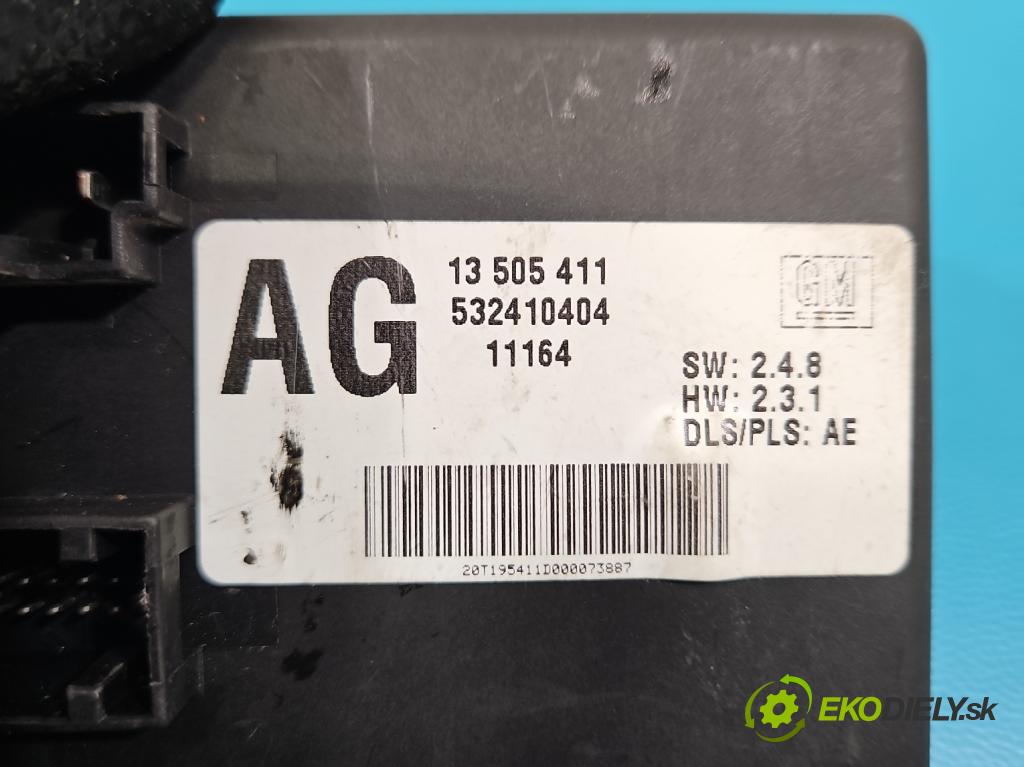 AG
13 505 411
532410404
11164
GM
SW: 2.4.8
HW: 2.3.1
DLS/PLS: AE
20T195411D000073887
EKODIELY.sk